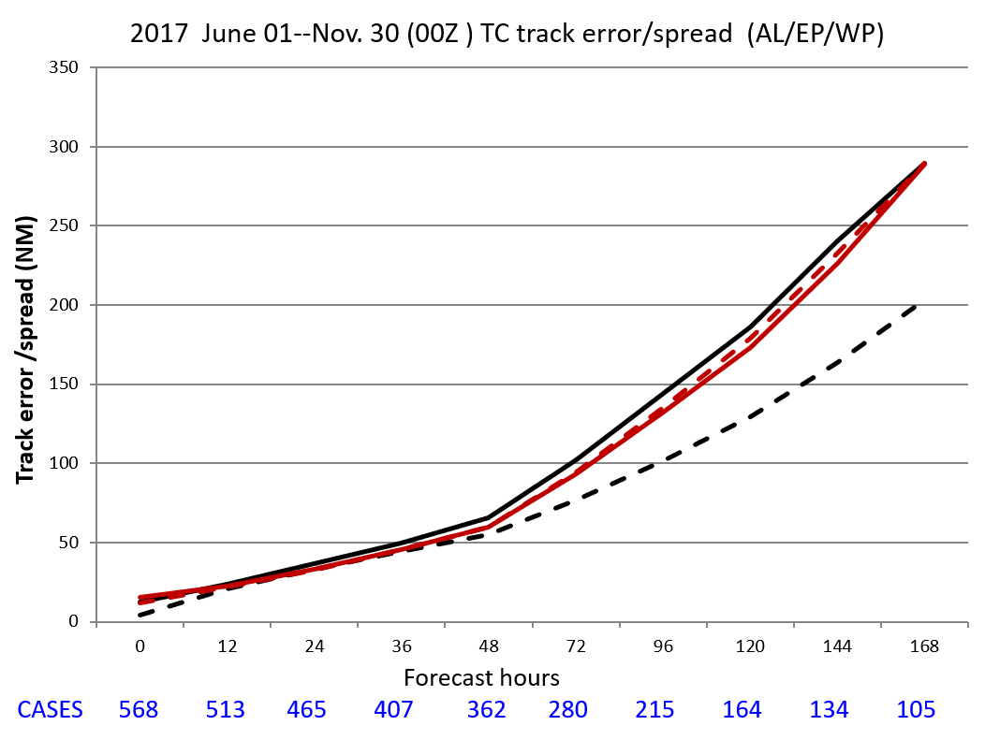 2017  June 01--Nov. 30 (00Z ) TC track error/spread  (AL/EP/WP)
350
300
250
200
150
100
50
0
Track error /spread (NM)
0 12 24 36 48 72 96 120 144 168
Forecast hours
CASES 568 513 465 407 362 280 215 164 134 105